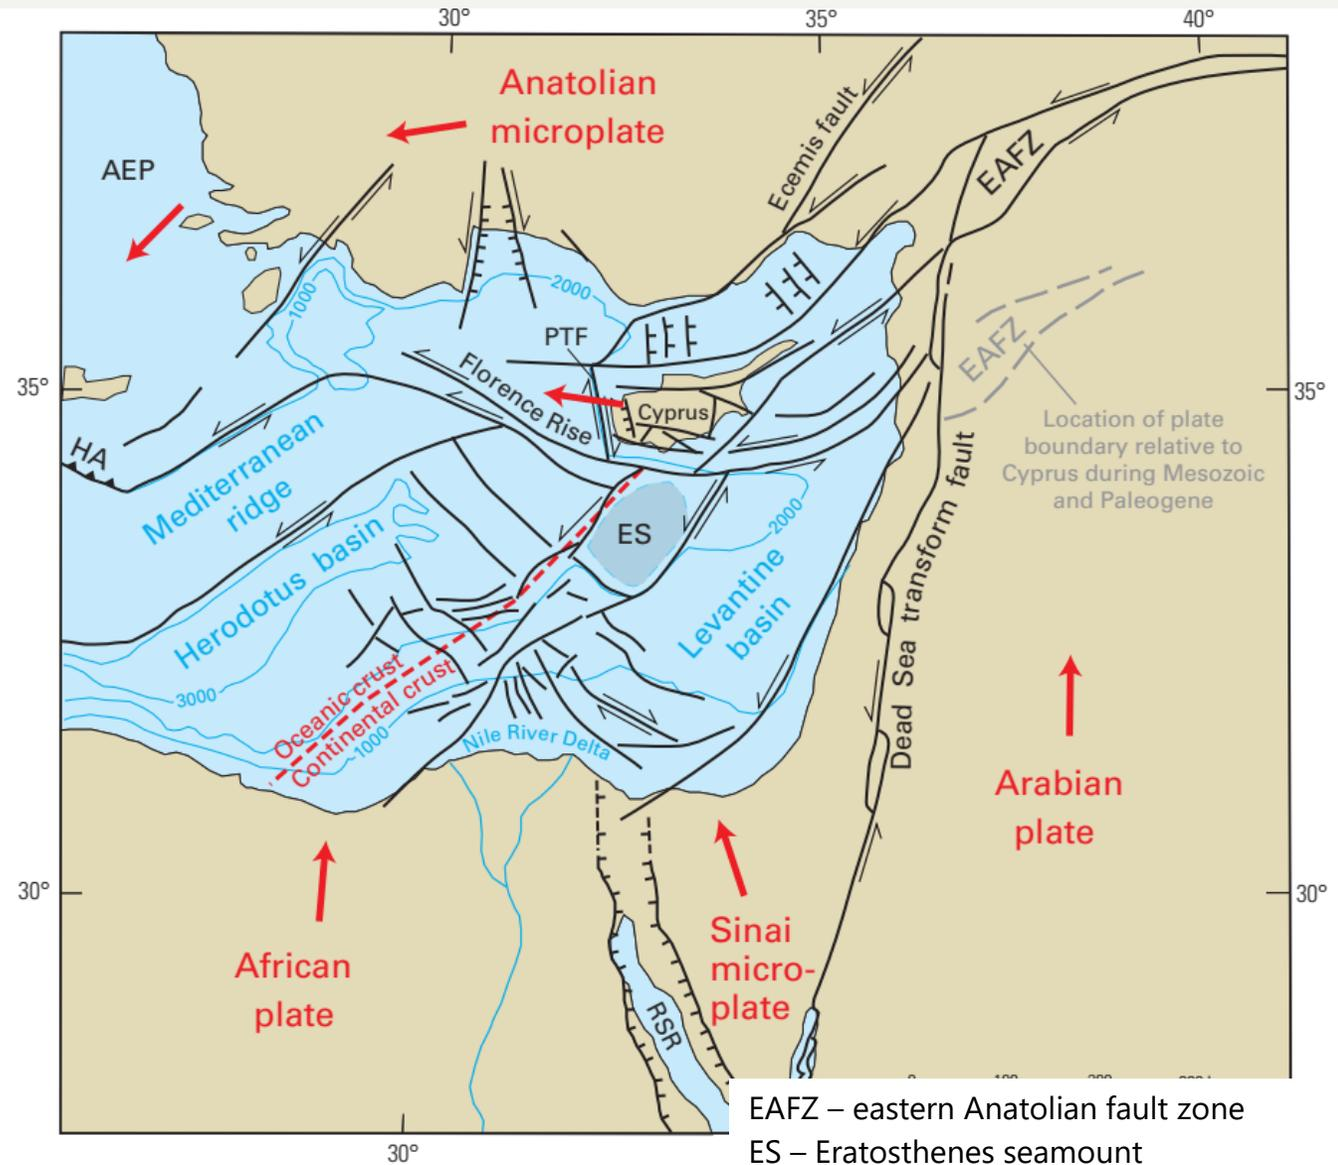 30°
35°
40°
Anatolian
microplate
AEP
Ecemis fault
EAFZ
1000
2000
PTF
EAFZ
35°
35°
Florence Rise
Cyprus
Location of plate
boundary relative to
Cyprus during Mesozoic
and Paleogene
HA
Mediterranean
ridge
ES
2000
Herodotus basin
Levantine
basin
Dead Sea transform fault
3000
Oceanic crust
Continental crust
1000
Nile River Delta
Arabian
plate
30°
30°
African
plate
Sinai
micro-
plate
RSR
30°
EAFZ – eastern Anatolian fault zone
ES – Eratosthenes seamount